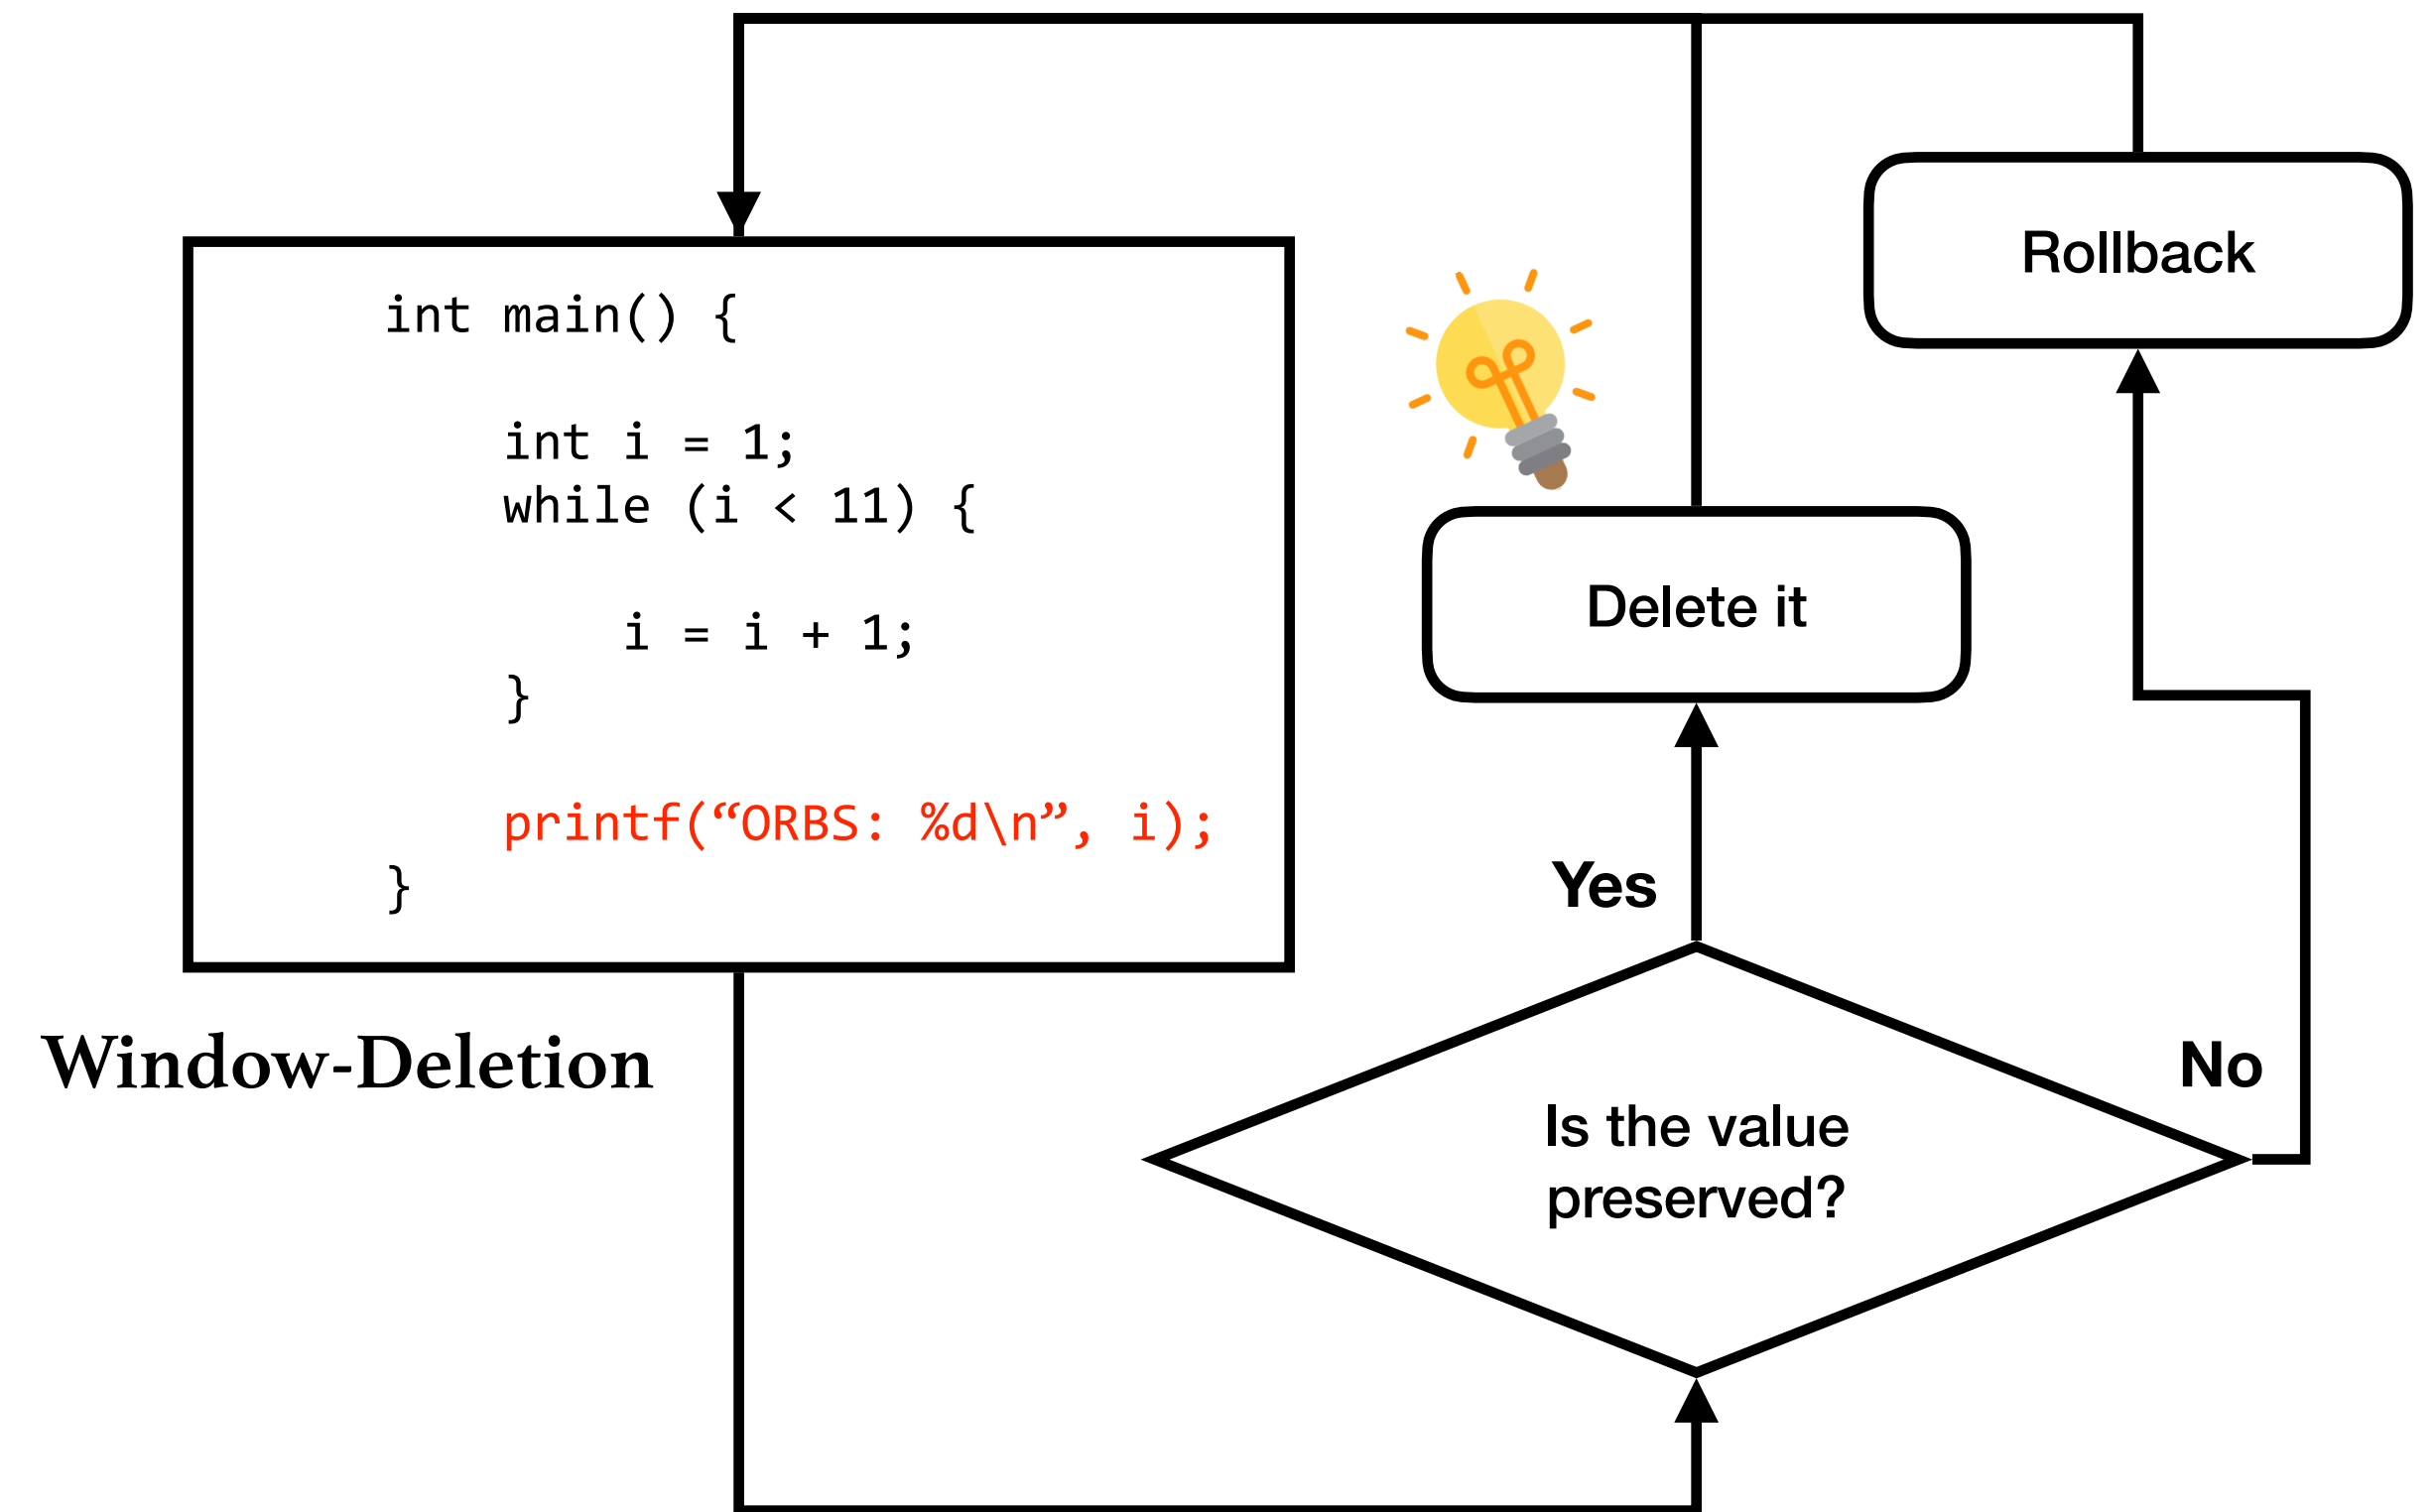 int main() {
int i = 1;
while (i < 11) {
i = i + 1;
}
printf(“ORBS: %d\n”, i);
}
Window-Deletion
Rollback
Delete it
Yes
No
Is the value
preserved?